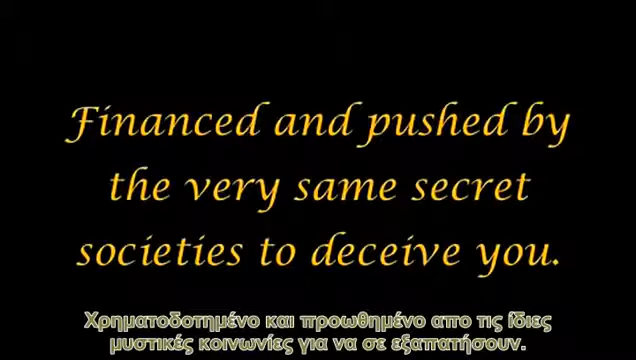 Financed and pushed by
the very same secret
societies to deceive you.
Χρηματοδοτημένο και προωθημένο απο τις ίδιες
μυστικές κοινωνίες για να σε εξαπατήσουν.